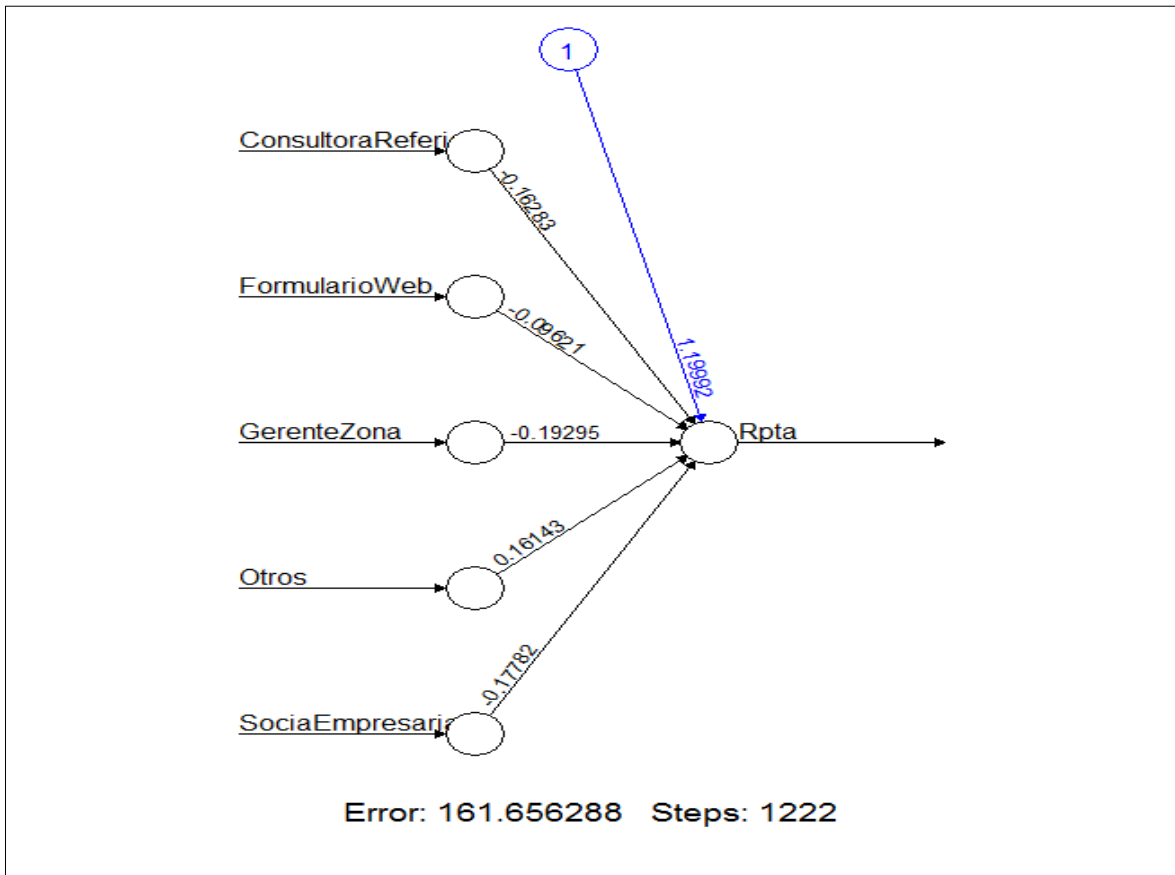 1
ConsultoraReferi
-0.16283
FormularioWeb
-0.09621
1.19992
GerenteZona
-0.19295
Rpta
Otros
0.16143
SociaEmpresaria
-0.17782
Error: 161.656288 Steps: 1222